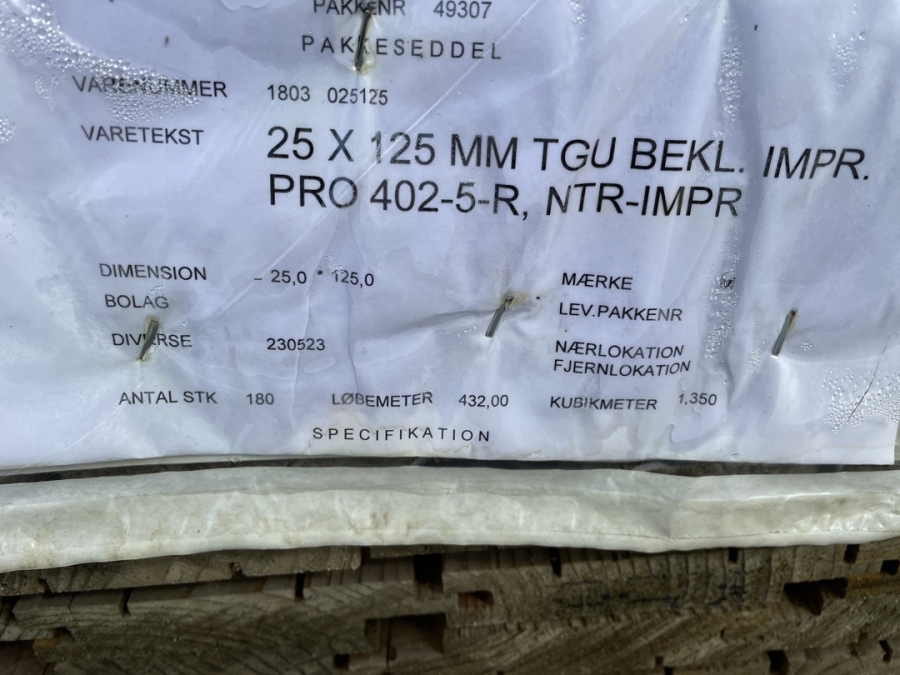 PAKKENR 49307
PAKKESEDDEL
VARENUMMER 1803 025125
VARETEKST 25 X 125 MM TGU BEKL. IMPR.
PRO 402-5-R, NTR-IMPR
DIMENSION - 25,0 * 125,0 MÆRKE
BOLAG LEV.PAKKENR
DIVERSE 230523 NÆRLOKATION
FJERNLOKATION
ANTAL STK 180 LØBEMETER 432,00 KUBIKMETER 1,350
SPECIFIKATION